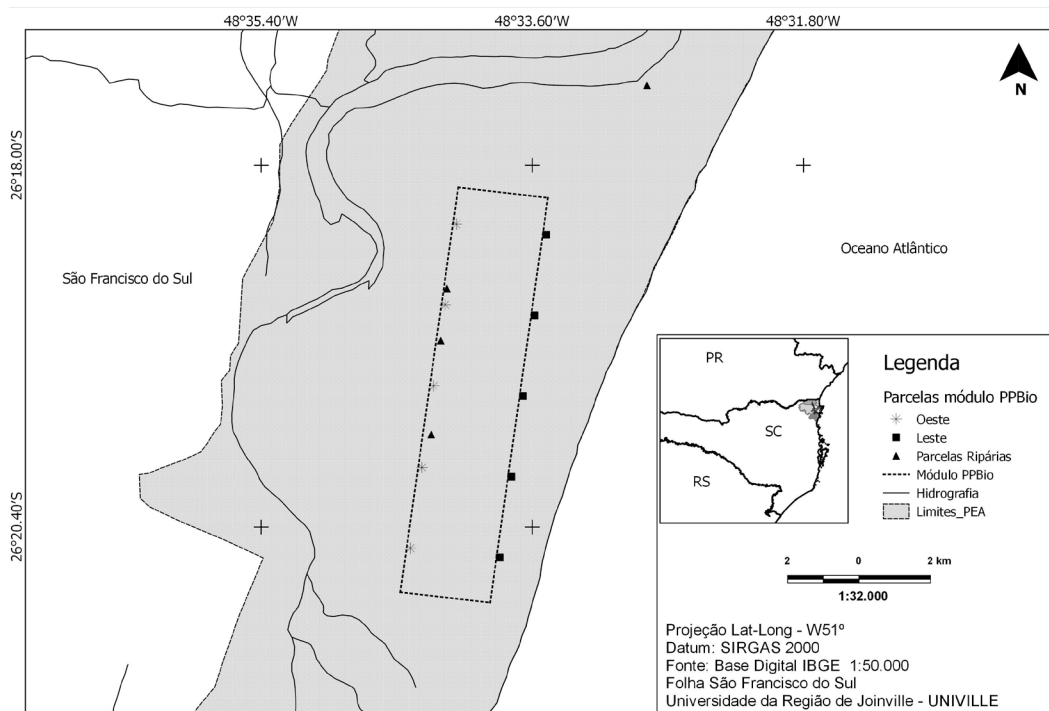 48°35.40'W
48°33.60'W
48°31.80'W
N
26°18.00'S
Oceano Atlântico
São Francisco do Sul
26°20.40'S
PR
SC
RS
Legenda
Parcelas módulo PPBio
Oeste
Leste
Parcelas Ripárias
Módulo PPBio
Hidrografia
Limites_PEA
2 0 2 km
1:32.000
Projeção Lat-Long - W51º
Datum: SIRGAS 2000
Fonte: Base Digital IBGE 1:50.000
Folha São Francisco do Sul
Universidade da Região de Joinville - UNIVILLE